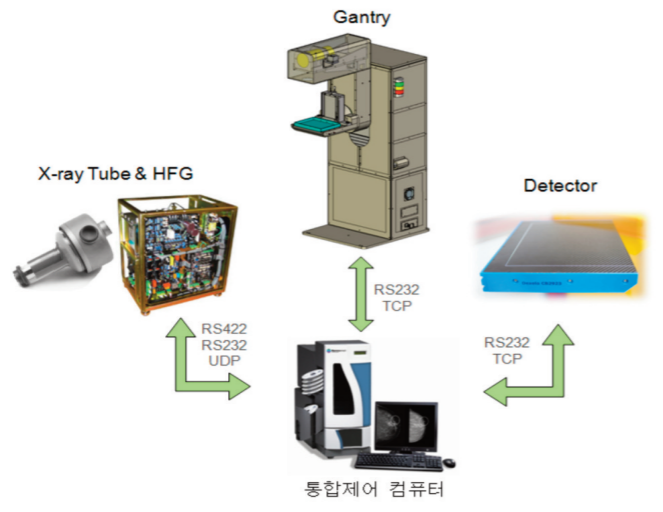 Gantry
X-ray Tube & HFG
Detector
RS232
TCP
RS422
RS232
UDP
RS232
TCP
통합제어 컴퓨터